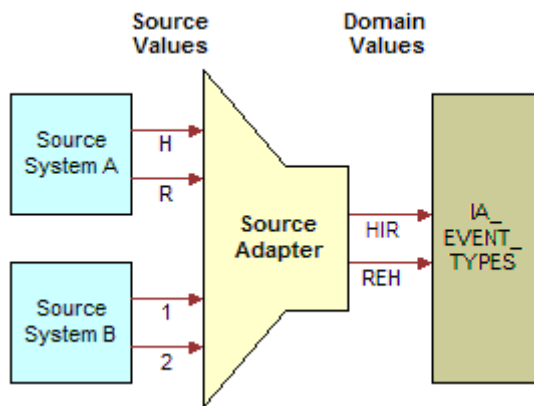 Source
Values
Domain
Values
Source
System A
H
R
Source
Adapter
HIR
REH
IA_
EVENT_
TYPES
Source
System B
1
2